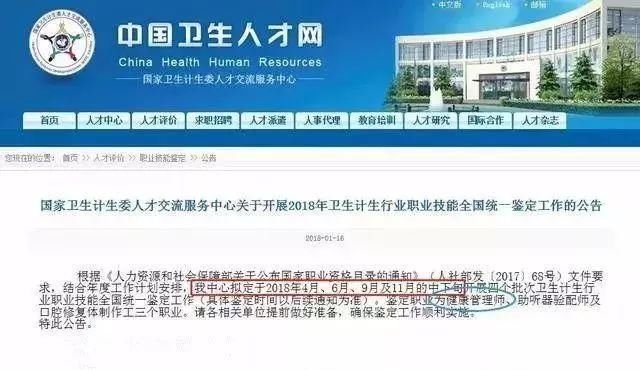 中文版 English 邮箱
中国卫生人才网
China Health Human Resources
国家卫生计生委人才交流服务中心
首页 人才中心 人才评价 求职招聘 人才派遣 人事代理 教育培训 人才研究 国际合作 人才杂志
您现在的位置： 首页 >> 人才评价 >> 职业技能鉴定 >> 公告
国家卫生计生委人才交流服务中心关于开展2018年卫生计生行业职业技能全国统一鉴定工作的公告
2018-01-16
根据《人力资源和社会保障部关于公布国家职业资格目录的通知》（人社部发〔2017〕68号）文件要
求，结合年度工作计划安排，我中心拟定于2018年4月、6月、9月及11月的中下旬开展四个批次卫生计生行
业职业技能全国统一鉴定工作（具体鉴定时间以后续通知为准）。鉴定职业为健康管理师、助听器验配师及
口腔修复体制作工三个职业。请各相关单位提前做好准备，确保鉴定工作顺利实施。
特此公告。